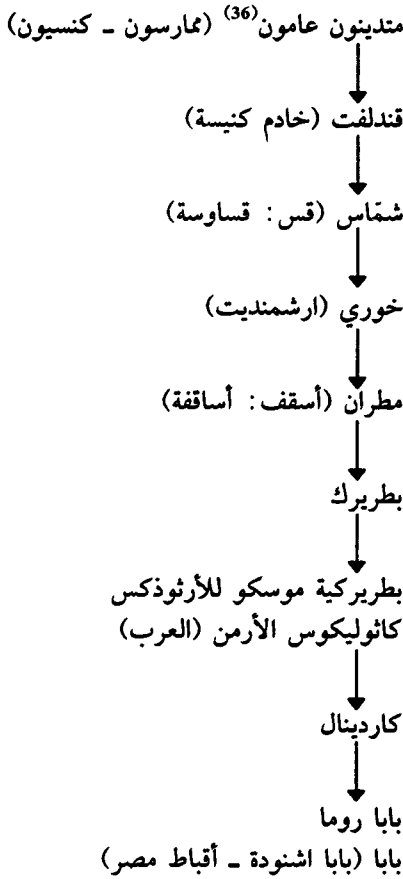 متدينون عامون(36) (ممارسون ـ كنسيون)
قندلفت (خادم كنيسة)
شمّاس (قس: قساوسة)
خوري (ارشمنديت)
مطران (أسقف: أساقفة)
بطريرك
بطريركية موسكو للأرثوذكس
كاثوليكوس الأرمن (العرب)
كاردينال
بابا روما
بابا (بابا اشنودة ـ أقباط مصر)